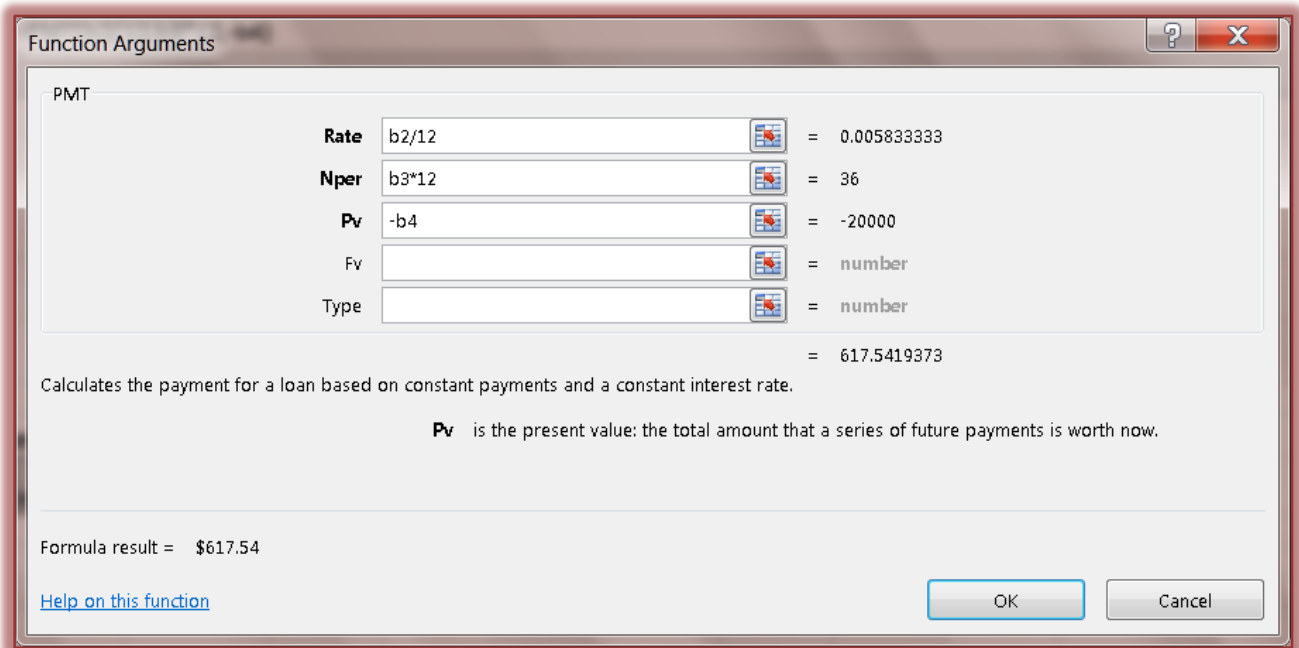 Function Arguments
PMT
Rate b2/12 = 0.005833333
Nper b3*12 = 36
Pv -b4 = -20000
Fv = number
Type = number
= 617.5419373
Calculates the payment for a loan based on constant payments and a constant interest rate.
Pv is the present value: the total amount that a series of future payments is worth now.
Formula result = $617.54
Help on this function OK Cancel